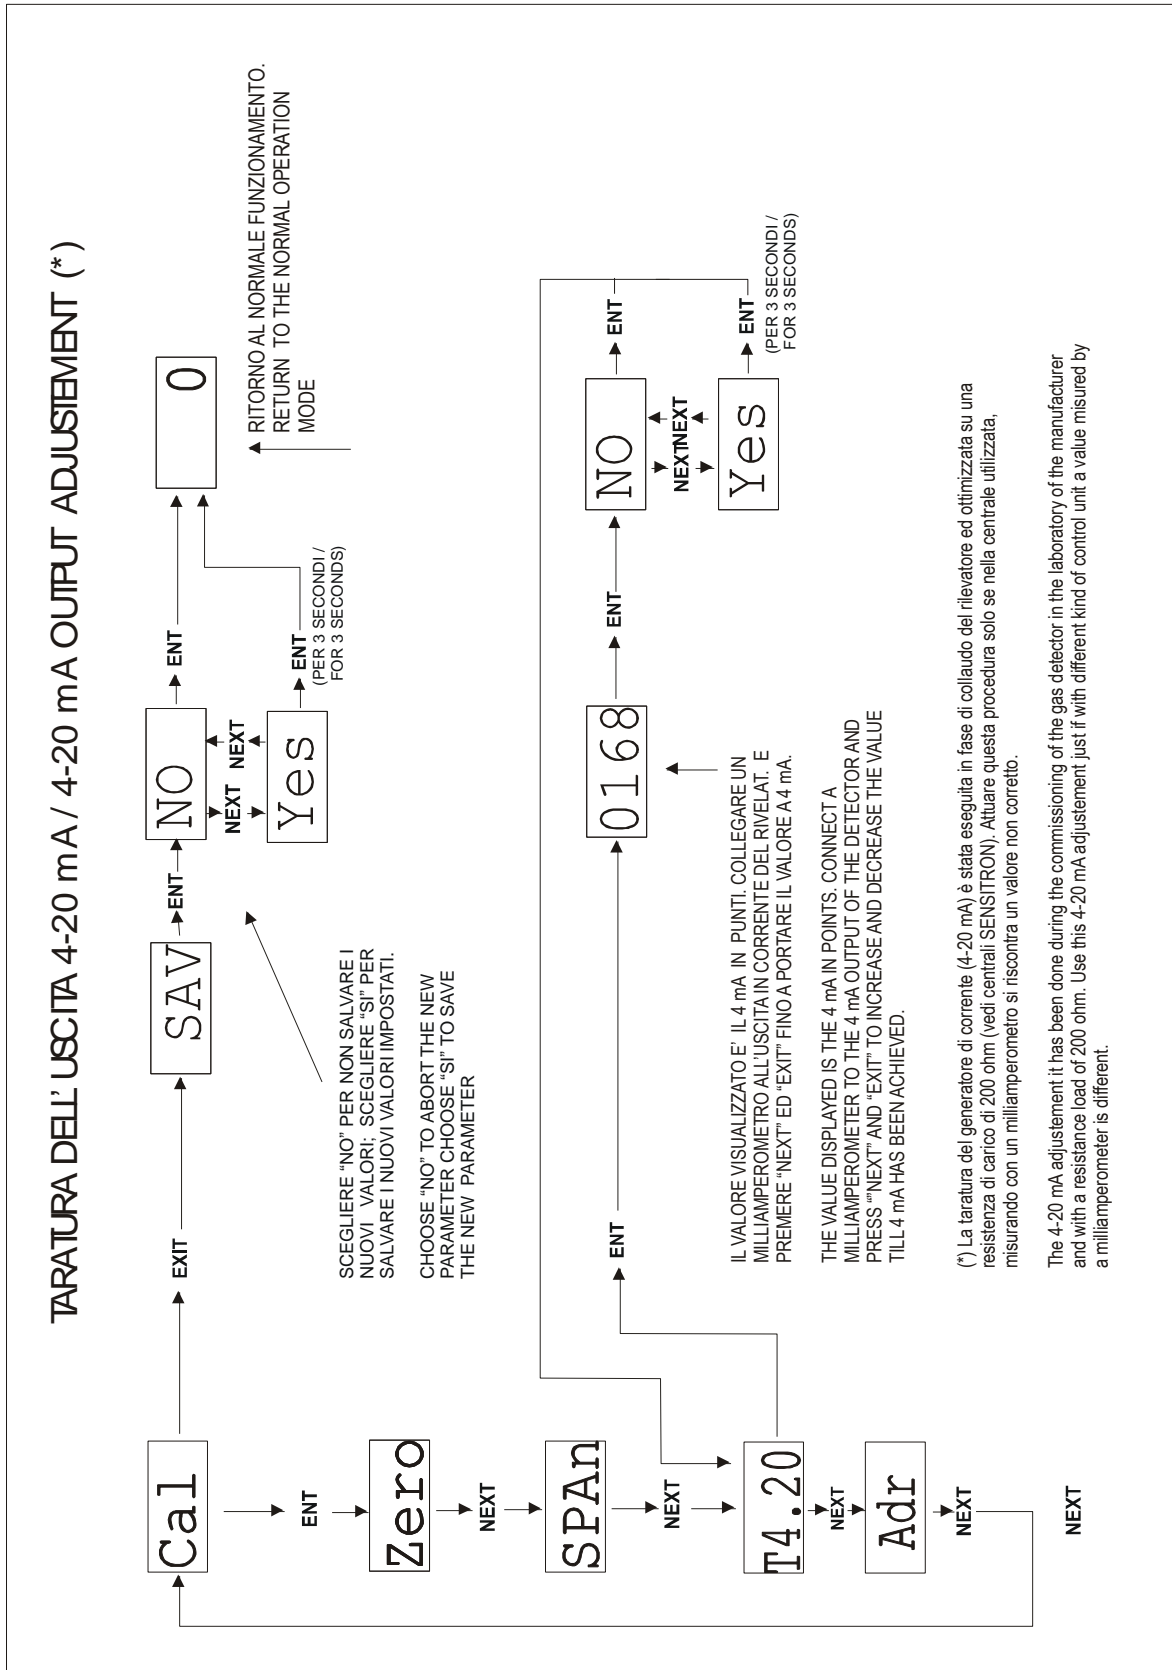 TARATURA DELL' USCITA 4-20 mA / 4-20 mA OUTPUT ADJUSTEMENT (*)
Cal
EXIT
SAV
ENT
NO
ENT
0
NEXT
NEXT
Yes
ENT
(PER 3 SECONDI /
FOR 3 SECONDS)
RITORNO AL NORMALE FUNZIONAMENTO.
RETURN TO THE NORMAL OPERATION
MODE
SCEGLIERE "NO" PER NON SALVARE I
NUOVI VALORI; SCEGLIERE "SI" PER
SALVARE I NUOVI VALORI IMPOSTATI.
CHOOSE "NO" TO ABORT THE NEW
PARAMETER CHOOSE "SI" TO SAVE
THE NEW PARAMETER
ENT
Zero
NEXT
SPAn
NEXT
T4.20
NEXT
Adr
NEXT
NEXT
ENT
0168
ENT
NO
ENT
NEXT
NEXT
Yes
ENT
(PER 3 SECONDI /
FOR 3 SECONDS)
IL VALORE VISUALIZZATO E' IL 4 mA IN PUNTI. COLLEGARE UN
MILLIAMPEROMETRO ALL'USCITA IN CORRENTE DEL RIVELAT. E
PREMERE "NEXT" ED "EXIT" FINO A PORTARE IL VALORE A 4 mA.
THE VALUE DISPLAYED IS THE 4 mA IN POINTS. CONNECT A
MILLIAMPEROMETER TO THE 4 mA OUTPUT OF THE DETECTOR AND
PRESS ""NEXT" AND "EXIT" TO INCREASE AND DECREASE THE VALUE
TILL 4 mA HAS BEEN ACHIEVED.
(*) La taratura del generatore di corrente (4-20 mA) è stata eseguita in fase di collaudo del rilevatore ed ottimizzata su una
resistenza di carico di 200 ohm (vedi centrali SENSITRON). Attuare questa procedura solo se nella centrale utilizzata,
misurando con un milliamperometro si riscontra un valore non corretto.
The 4-20 mA adjustement it has been done during the commissioning of the gas detector in the laboratory of the manufacturer
and with a resistance load of 200 ohm. Use this 4-20 mA adjustement just if with different kind of control unit a value misured by
a milliamperometer is different.